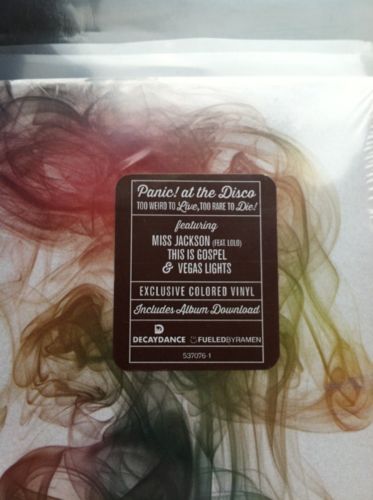 Panic! at the Disco
TOO WEIRD TO Live, TOO RARE TO Die!
featuring
MISS JACKSON (FEAT. LOLO)
THIS IS GOSPEL
& VEGAS LIGHTS
EXCLUSIVE COLORED VINYL
Includes Album Download
DECAYDANCE FUELEDBYRAMEN
537076-1